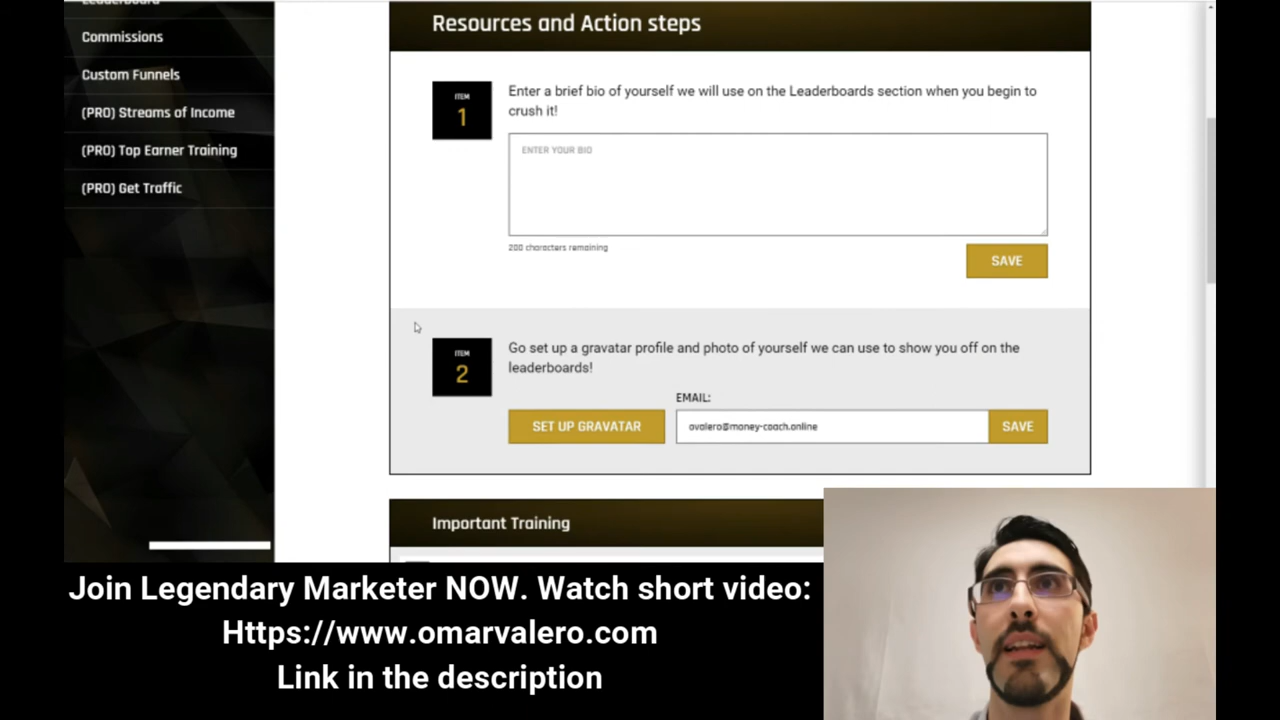 Leaderboard
Commissions
Custom Funnels
(PRO) Streams of Income
(PRO) Top Earner Training
(PRO) Get Traffic
Resources and Action steps
ITEM
1
Enter a brief bio of yourself we will use on the Leaderboards section when you begin to
crush it!
ENTER YOUR BIO
200 characters remaining
SAVE
ITEM
2
Go set up a gravatar profile and photo of yourself we can use to show you off on the
leaderboards!
EMAIL:
SET UP GRAVATAR
ovalero@money-coach.online
SAVE
Important Training
Join Legendary Marketer NOW. Watch short video:
Https://www.omarvalero.com
Link in the description